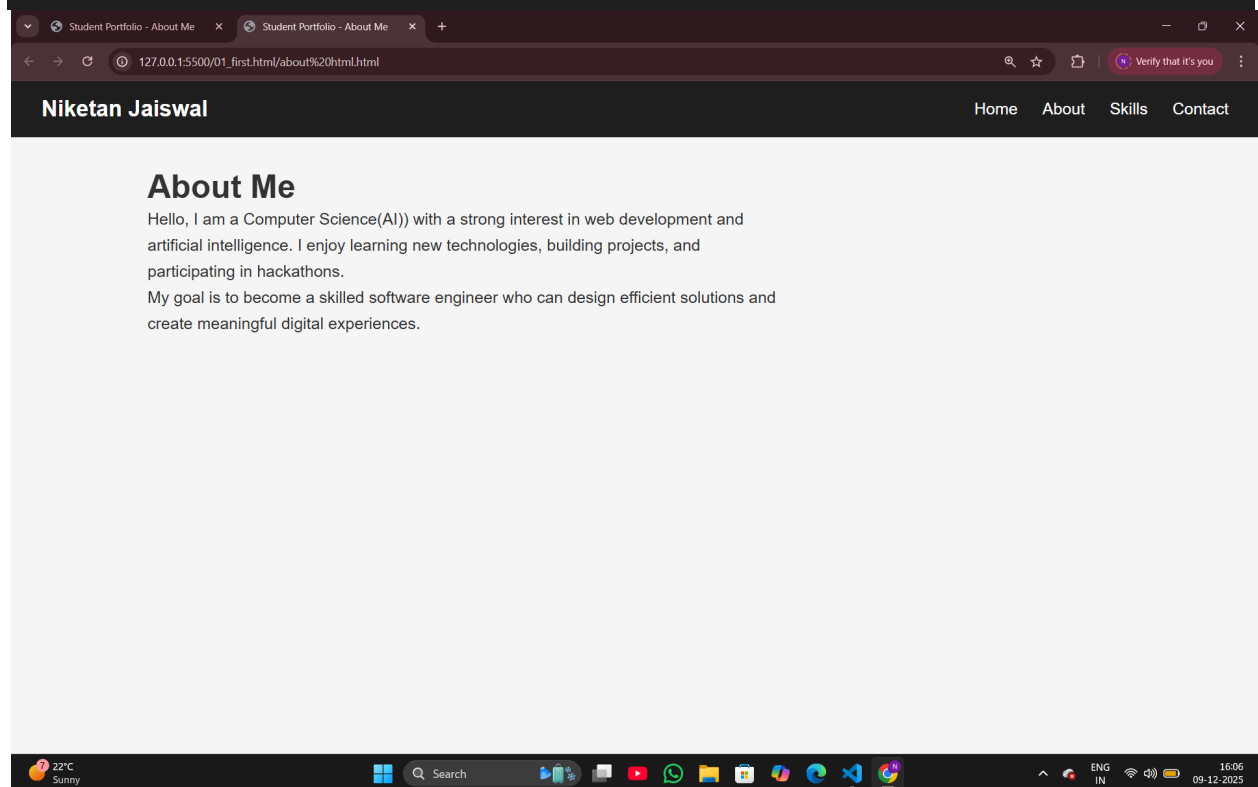 Student Portfolio - About Me
Student Portfolio - About Me
127.0.0.1:5500/01_first.html/about%20html.html
N
Verify that it's you
Niketan Jaiswal
Home About Skills Contact
About Me
Hello, I am a Computer Science(AI)) with a strong interest in web development and
artificial intelligence. I enjoy learning new technologies, building projects, and
participating in hackathons.
My goal is to become a skilled software engineer who can design efficient solutions and
create meaningful digital experiences.
7
22°C
Sunny
Search
N
ENG
IN
16:06
09-12-2025